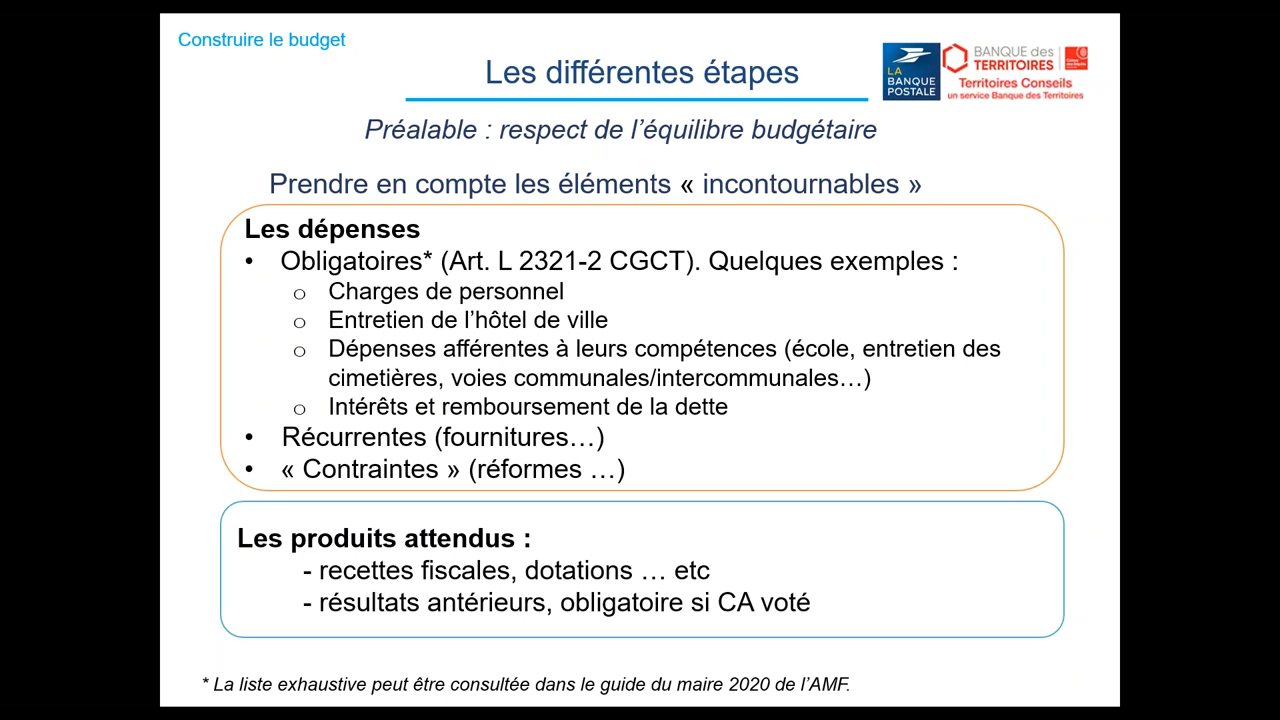 Construire le budget
Les différentes étapes
LA
BANQUE
POSTALE
BANQUE des
TERRITOIRES
Territoires Conseils
un service Banque des Territoires
Préalable : respect de l’équilibre budgétaire
Prendre en compte les éléments « incontournables »
Les dépenses
• Obligatoires* (Art. L 2321-2 CGCT). Quelques exemples :
o Charges de personnel
o Entretien de l’hôtel de ville
o Dépenses afférentes à leurs compétences (école, entretien des
cimetières, voies communales/intercommunales…)
o Intérêts et remboursement de la dette
• Récurrentes (fournitures…)
• « Contraintes » (réformes …)
Les produits attendus :
- recettes fiscales, dotations … etc
- résultats antérieurs, obligatoire si CA voté
* La liste exhaustive peut être consultée dans le guide du maire 2020 de l’AMF.